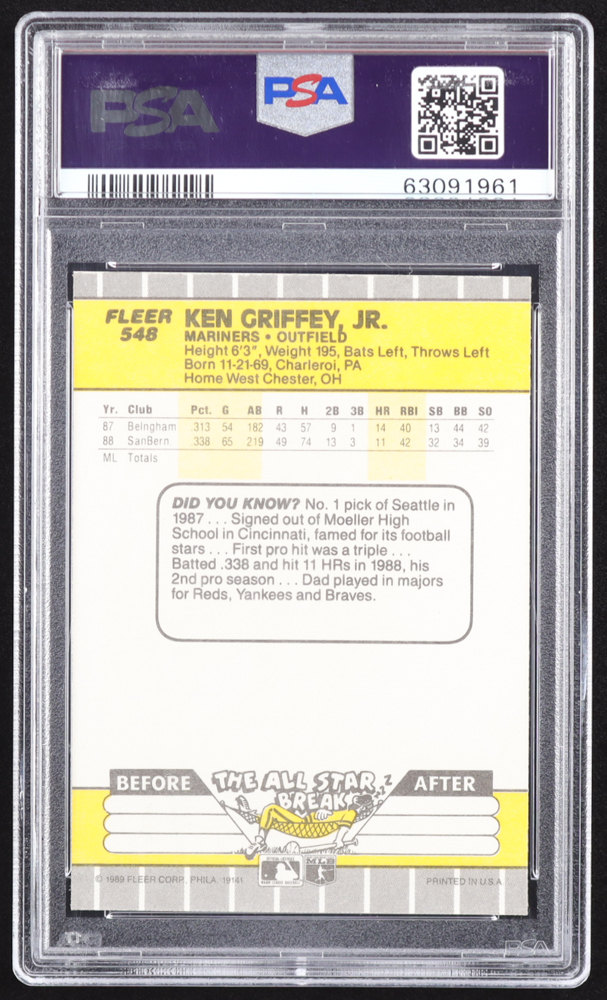 PSA
PSA
63091961
FLEER
548
KEN GRIFFEY, JR.
MARINERS • OUTFIELD
Height 6'3", Weight 195, Bats Left, Throws Left
Born 11-21-69, Charleroi, PA
Home West Chester, OH
Yr. Club Pct. G AB R H 2B 3B HR RBI SB BB SO
87 Belngham 313 54 182 43 57 9 1 14 40 13 44 42
88 SanBern 338 65 219 49 74 13 3 11 42 32 34 39
ML Totals
DID YOU KNOW? No. 1 pick of Seattle in
1987 . . . Signed out of Moeller High
School in Cincinnati, famed for its football
stars . . . First pro hit was a triple . . .
Batted .338 and hit 11 HRs in 1988, his
2nd pro season . . . Dad played in majors
for Reds, Yankees and Braves.
BEFORE
THE ALL STAR
BREAK
zzz
AFTER
MLB
© 1989 FLEER CORP., PHILA. 19141
PRINTED IN U.S.A.
PSA